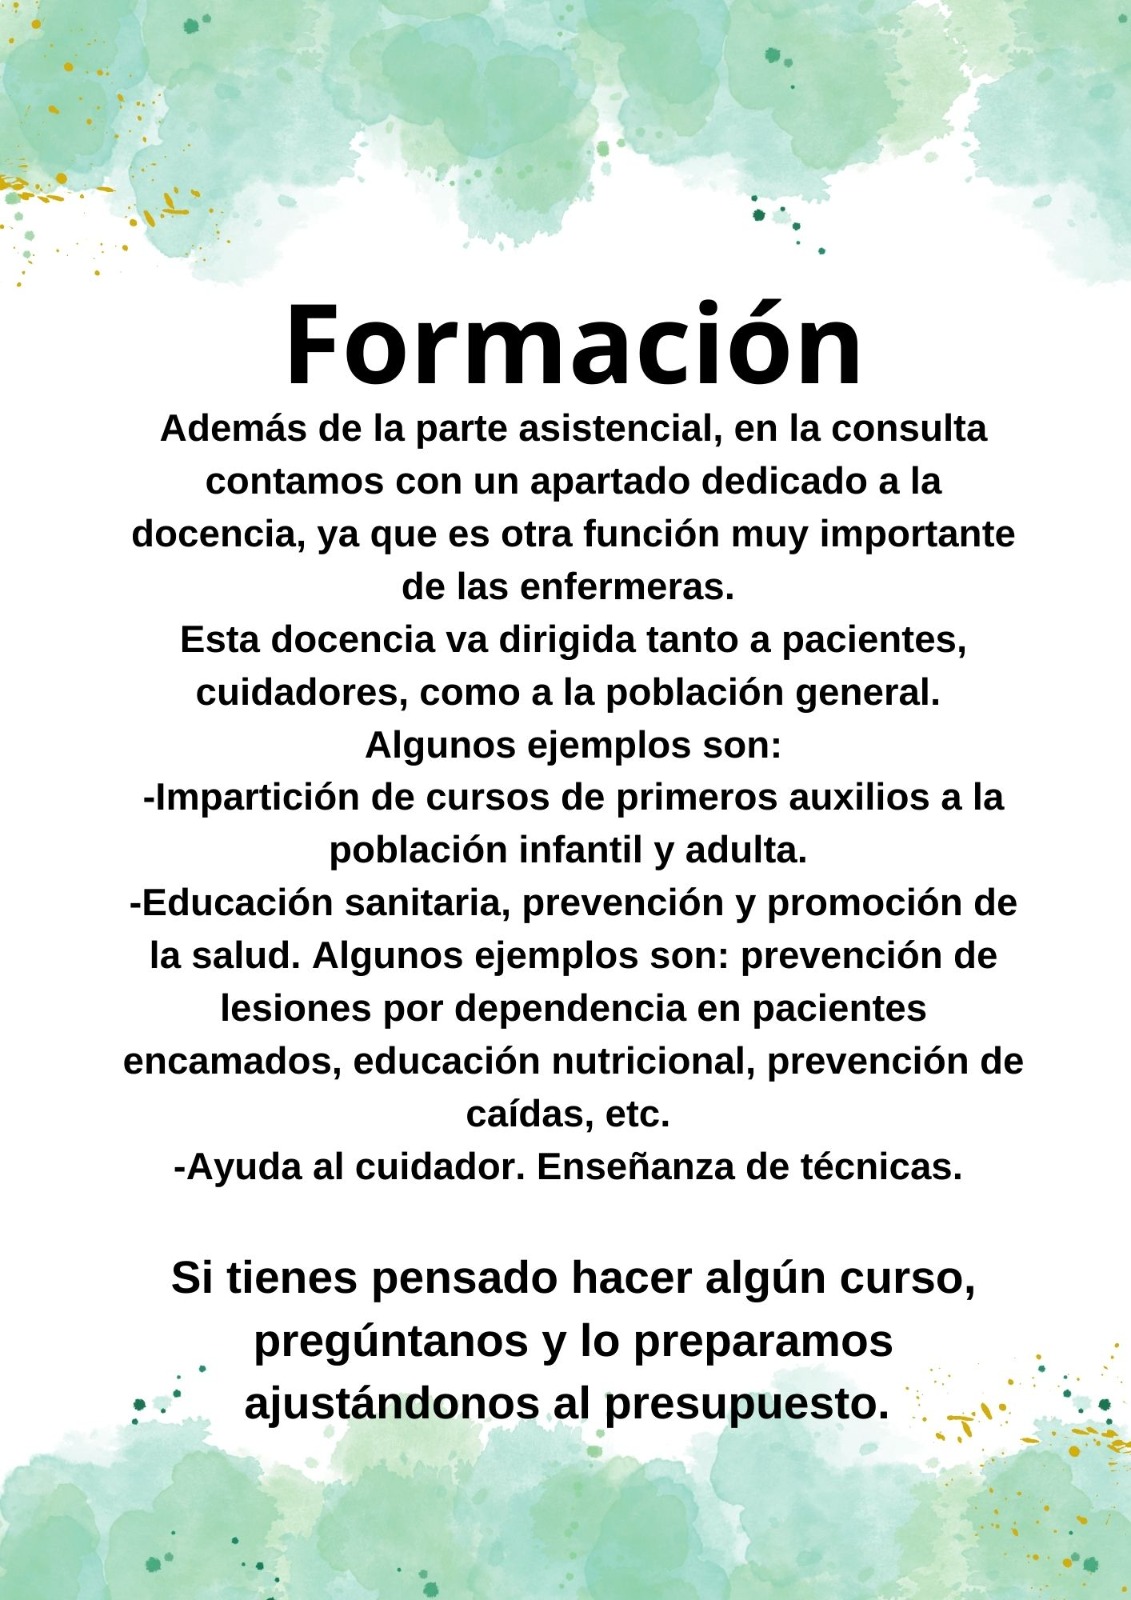 Formación
Además de la parte asistencial, en la consulta
contamos con un apartado dedicado a la
docencia, ya que es otra función muy importante
de las enfermeras.
Esta docencia va dirigida tanto a pacientes,
cuidadores, como a la población general.
Algunos ejemplos son:
-Impartición de cursos de primeros auxilios a la
población infantil y adulta.
-Educación sanitaria, prevención y promoción de
la salud. Algunos ejemplos son: prevención de
lesiones por dependencia en pacientes
encamados, educación nutricional, prevención de
caídas, etc.
-Ayuda al cuidador. Enseñanza de técnicas.
Si tienes pensado hacer algún curso,
pregúntanos y lo preparamos
ajustándonos al presupuesto.